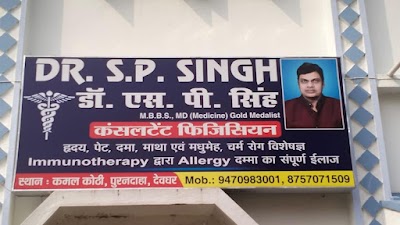 DR. S.P. SINGH
डॉ. एस. पी. सिंह
M.B.B.S., MD (Medicine) Gold Medalist
कंसलटेंट फिजिसियन
हृदय, पेट, दमा, माथा एवं मधुमेह, चर्म रोग विशेषज्ञ
Immunotherapy द्वारा Allergy दम्मा का संपूर्ण ईलाज
स्थान : कमल कोठी, पुरनदाहा, देवघर Mob.: 9470983001, 8757071509